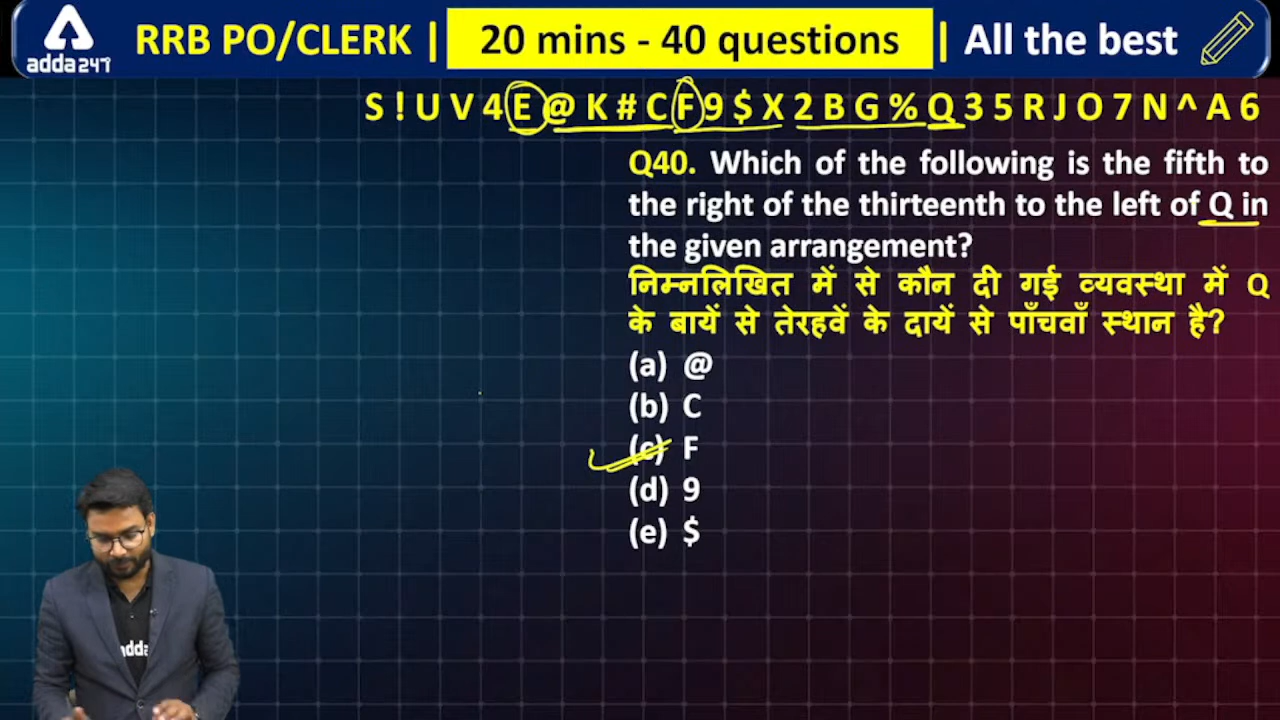 adda247
RRB PO/CLERK | 20 mins - 40 questions | All the best
S ! U V 4 E @ K # C F 9 $ X 2 B G % Q 3 5 R J O 7 N ^ A 6
Q40. Which of the following is the fifth to
the right of the thirteenth to the left of Q in
the given arrangement?
निम्नलिखित में से कौन दी गई व्यवस्था में Q
के बायें से तेरहवें के दायें से पाँचवाँ स्थान है?
(a) @
(b) C
(c) F
(d) 9
(e) $
adda